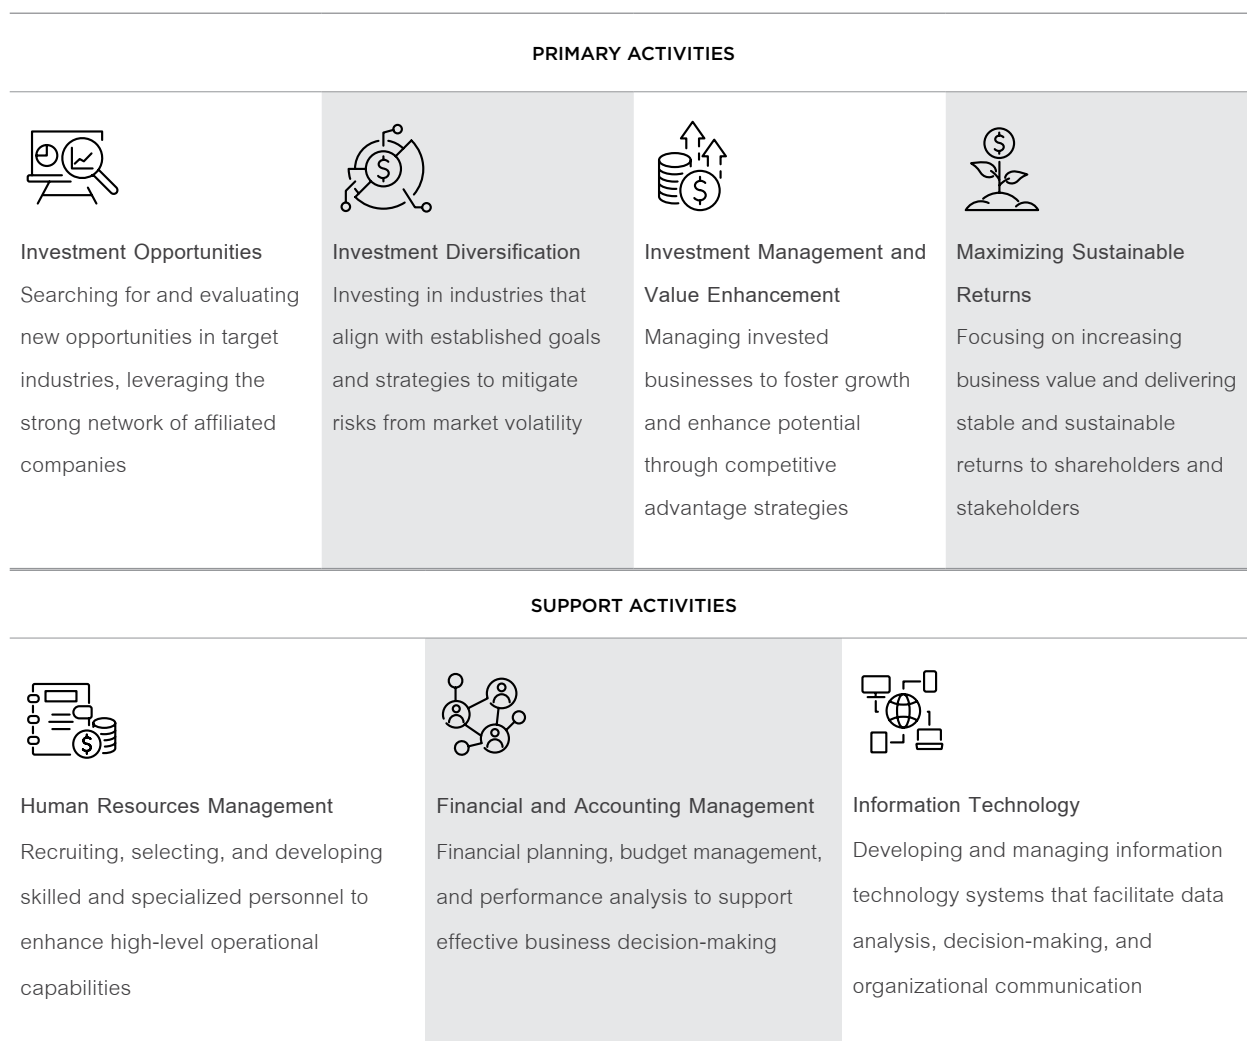 PRIMARY ACTIVITIES
Investment Opportunities
Searching for and evaluating
new opportunities in target
industries, leveraging the
strong network of affiliated
companies
Investment Diversification
Investing in industries that
align with established goals
and strategies to mitigate
risks from market volatility
Investment Management and
Value Enhancement
Managing invested
businesses to foster growth
and enhance potential
through competitive
advantage strategies
Maximizing Sustainable
Returns
Focusing on increasing
business value and delivering
stable and sustainable
returns to shareholders and
stakeholders
SUPPORT ACTIVITIES
Human Resources Management
Recruiting, selecting, and developing
skilled and specialized personnel to
enhance high-level operational
capabilities
Financial and Accounting Management
Financial planning, budget management,
and performance analysis to support
effective business decision-making
Information Technology
Developing and managing information
technology systems that facilitate data
analysis, decision-making, and
organizational communication